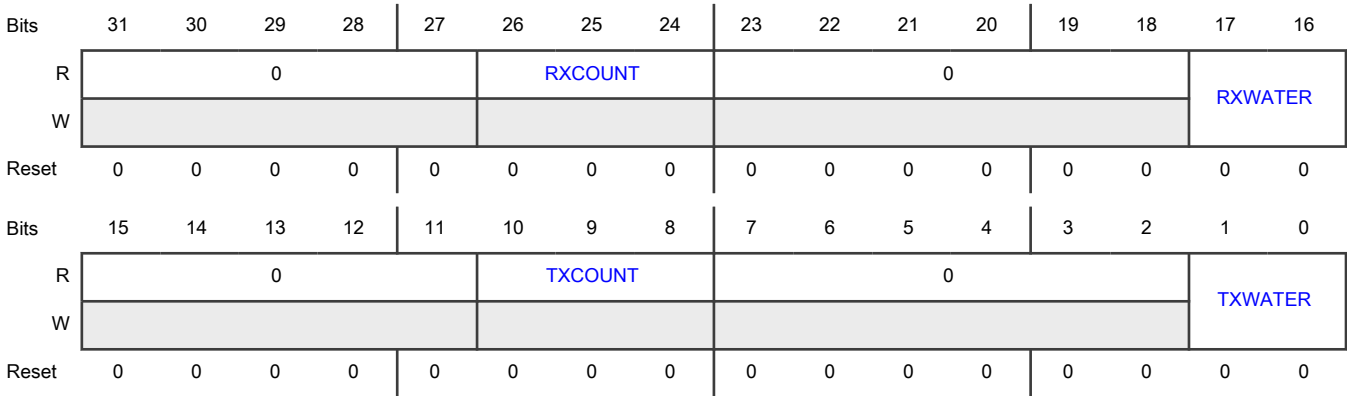 Bits 31 30 29 28 27 26 25 24 23 22 21 20 19 18 17 16
R 0 RXCOUNT 0 RXWATER
W
Reset 0 0 0 0 0 0 0 0 0 0 0 0 0 0 0 0
Bits 15 14 13 12 11 10 9 8 7 6 5 4 3 2 1 0
R 0 TXCOUNT 0 TXWATER
W
Reset 0 0 0 0 0 0 0 0 0 0 0 0 0 0 0 0